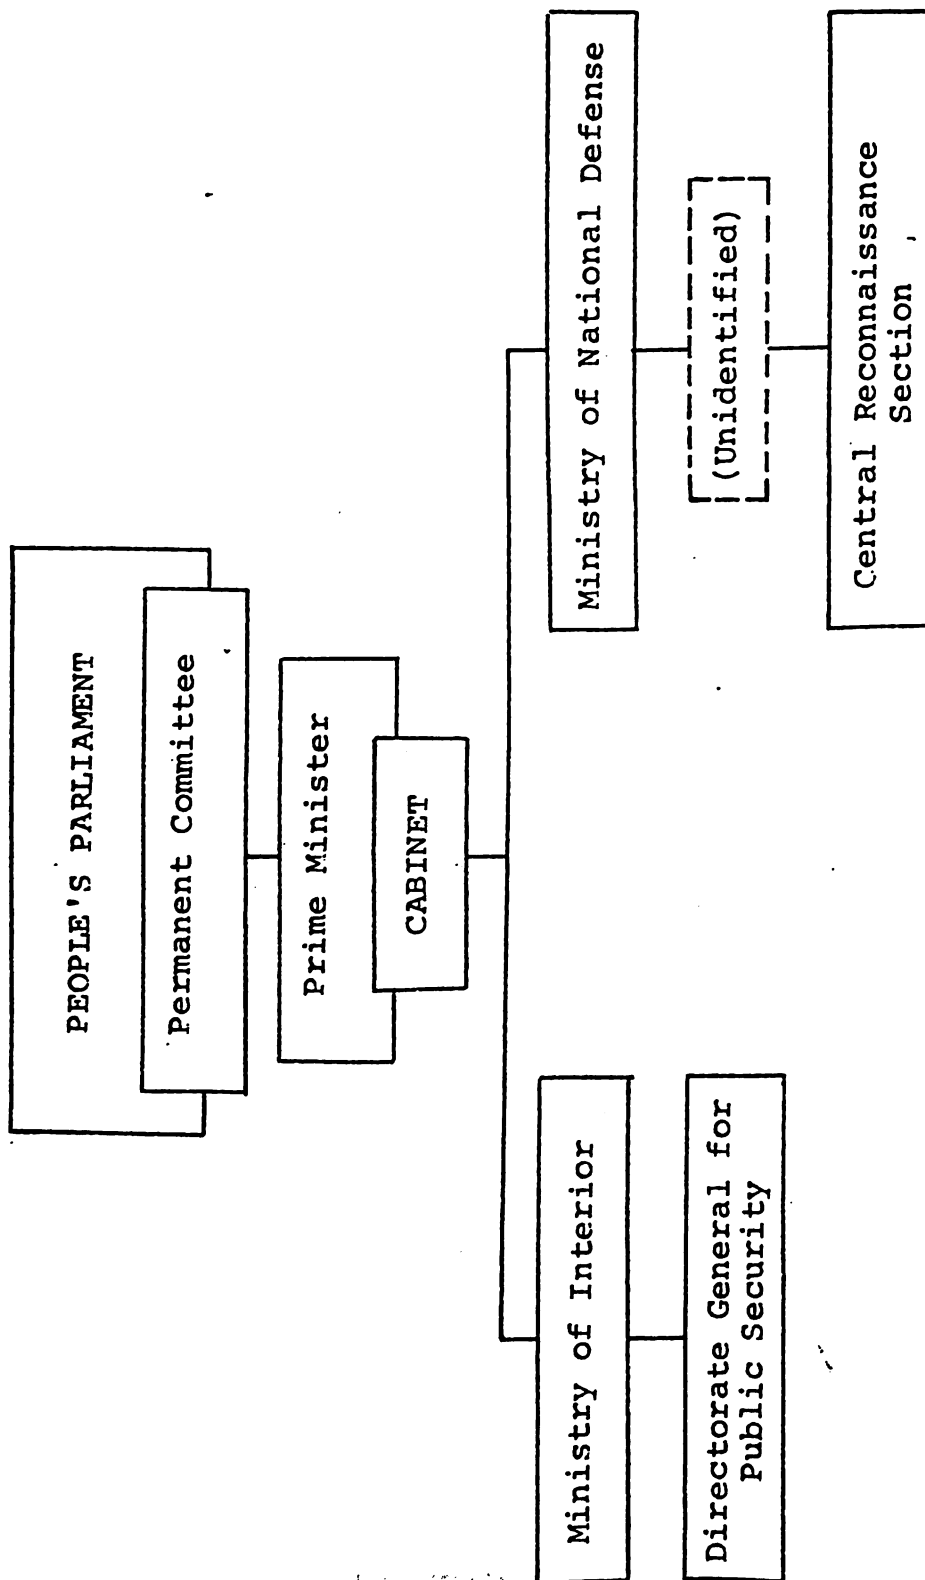 PEOPLE'S PARLIAMENT
Permanent Committee
Prime Minister
CABINET
Ministry of Interior
Directorate General for
Public Security
Ministry of National Defense
(Unidentified)
Central Reconnaissance
Section